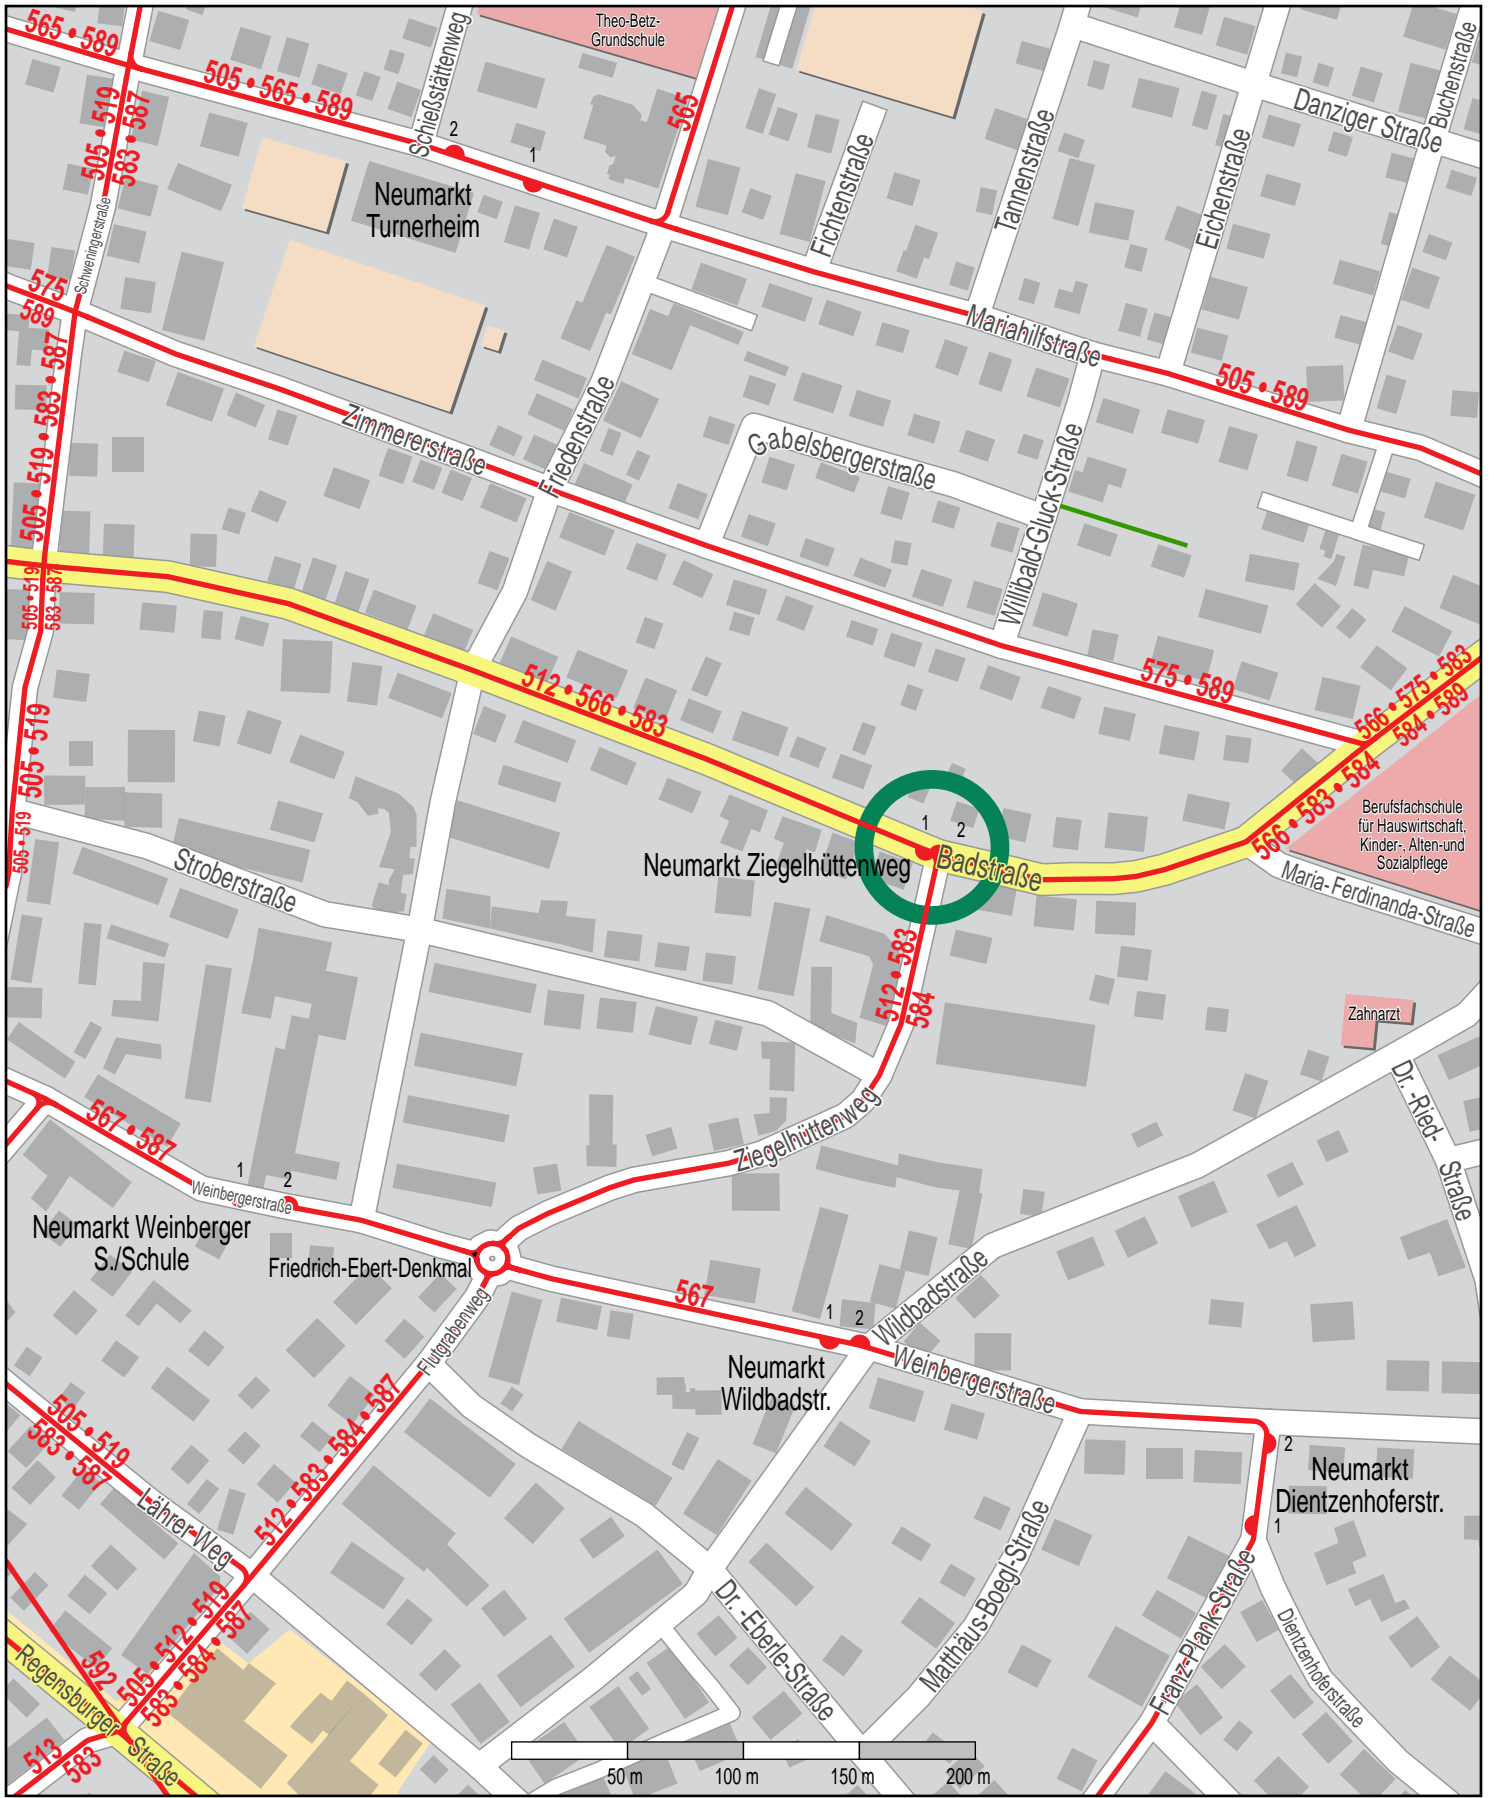 565 • 589
505 • 565 • 589
Schießstättenweg
Theo-Betz-
Grundschule
565
505 • 519
583 • 587
2
1
Neumarkt
Turnerheim
Schweningerstraße
Fichtenstraße
Tannenstraße
Eichenstraße
Danziger Straße
Buchenstraße
575
589
Mariahilfstraße
505 • 589
505 • 519 • 583 • 587
Zimmererstraße
Friedenstraße
Gabelsbergerstraße
Willibald-Gluck-Straße
505 • 519
583 • 587
512 • 566 • 583
575 • 589
566 • 575 • 583
584 • 589
566 • 583 • 584
505 • 519
505 • 519
Stroberstraße
1
2
Neumarkt Ziegelhüttenweg
Badstraße
Berufsfachschule
für Hauswirtschaft,
Kinder-, Alten-und
Sozialpflege
Maria-Ferdinanda-Straße
512 • 583
584
Zahnarzt
Dr. -Ried-
Straße
567 • 587
Ziegelhüttenweg
1
2
Weinbergerstraße
Neumarkt Weinberger
S./Schule
Friedrich-Ebert-Denkmal
Flutgrabenweg
567
1
2
Wildbadstraße
Neumarkt
Wildbadstr.
Weinbergerstraße
505 • 519
583 • 587
512 • 583 • 584 • 587
2
Neumarkt
Dientzenhoferstr.
1
Lährer-Weg
Dr. -Eberle-Straße
Matthäus-Boegl-Straße
Franz-Plank-Straße
Dientzenhoferstraße
505 • 512 • 519
583 • 584 • 587
592
Regensburger
Straße
513
583
50 m
100 m
150 m
200 m